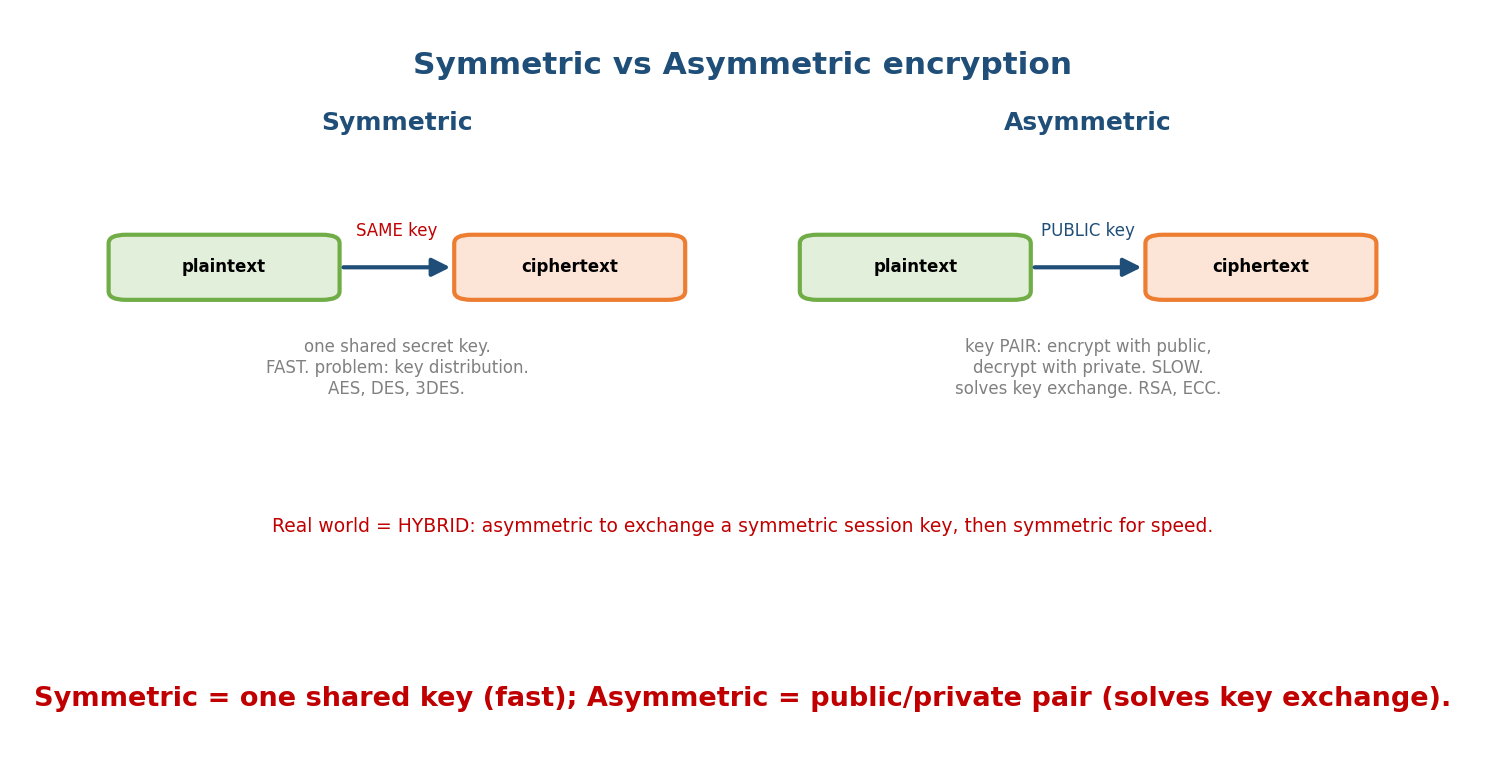 Symmetric vs Asymmetric encryption
Symmetric
SAME key
plaintext
ciphertext
one shared secret key.
FAST. problem: key distribution.
AES, DES, 3DES.
Asymmetric
PUBLIC key
plaintext
ciphertext
key PAIR: encrypt with public,
decrypt with private. SLOW.
solves key exchange. RSA, ECC.
Real world = HYBRID: asymmetric to exchange a symmetric session key, then symmetric for speed.
Symmetric = one shared key (fast); Asymmetric = public/private pair (solves key exchange).